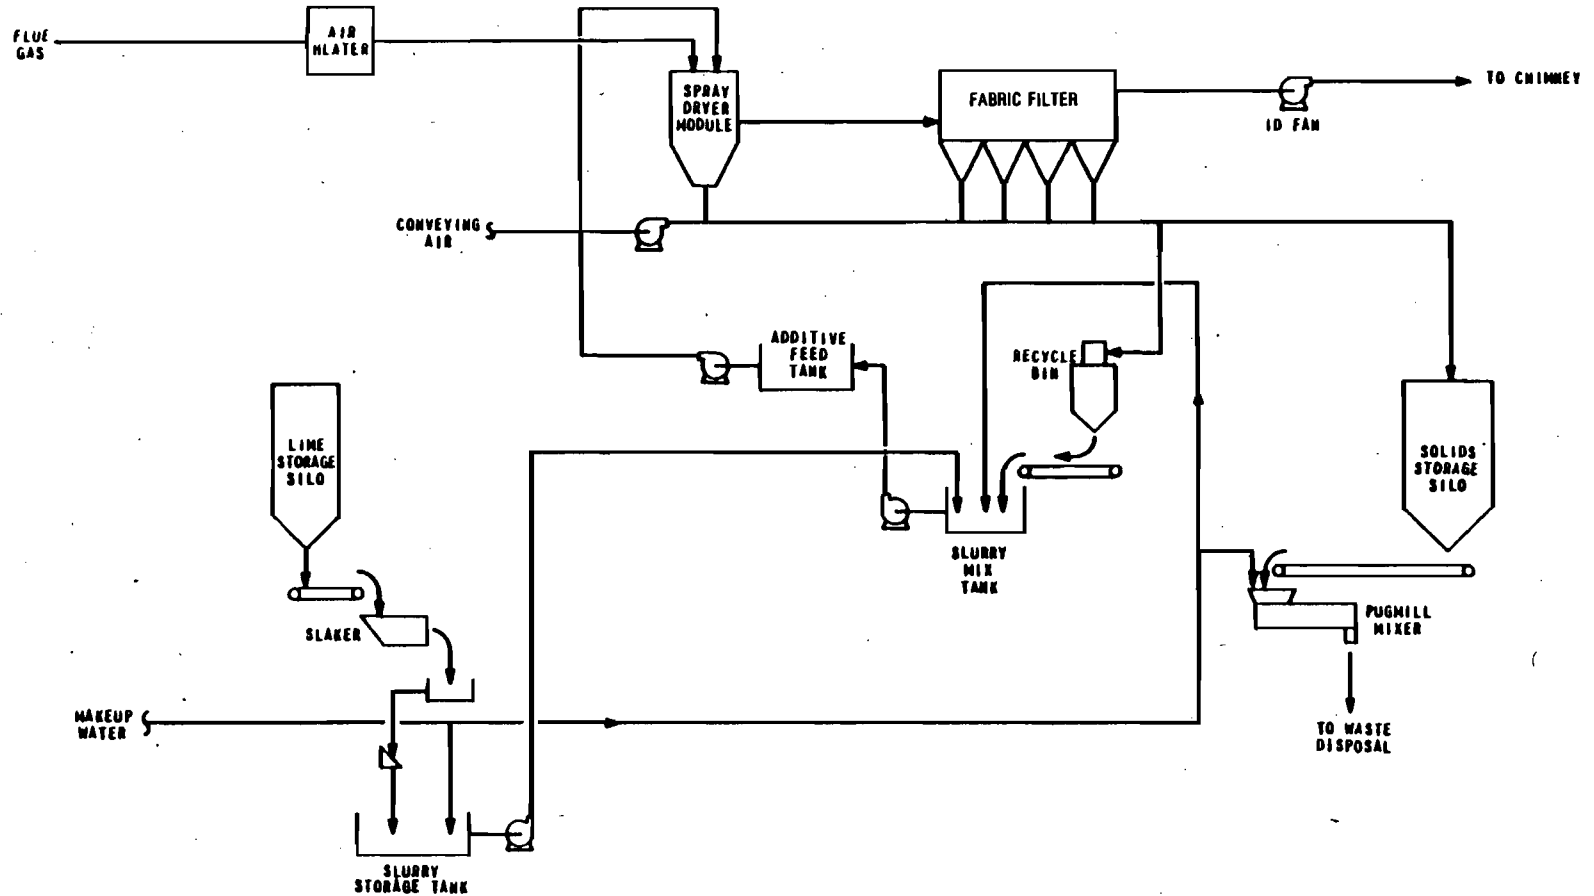 FLUE
GAS
AIR
HLATER
SPRAY
DRYER
MODULE
FABRIC FILTER
TO CHIMNEY
ID FAN
CONVEYING
AIR
ADDITIVE
FEED
TANK
RECYCLE
BIN
LIME
STORAGE
SILO
SOLIDS
STORAGE
SILO
SLURRY
MIX
TANK
SLAKER
PUGMILL
MIXER
MAKEUP
WATER
TO WASTE
DISPOSAL
SLURRY
STORAGE TANK